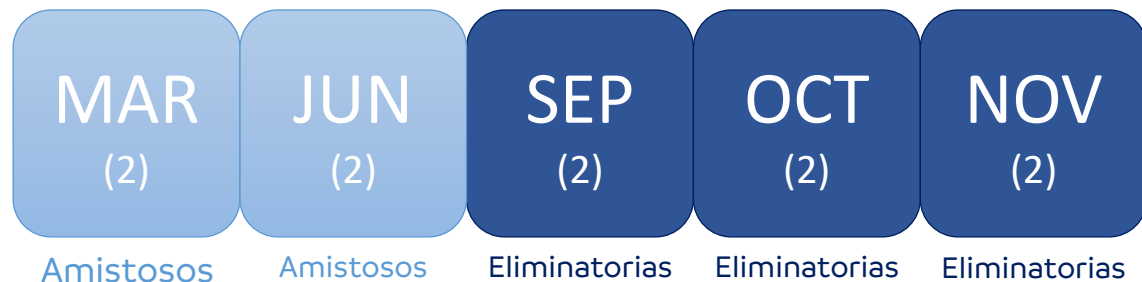 MAR JUN SEP OCT NOV
(2) (2) (2) (2) (2)
Amistosos Amistosos Eliminatorias Eliminatorias Eliminatorias